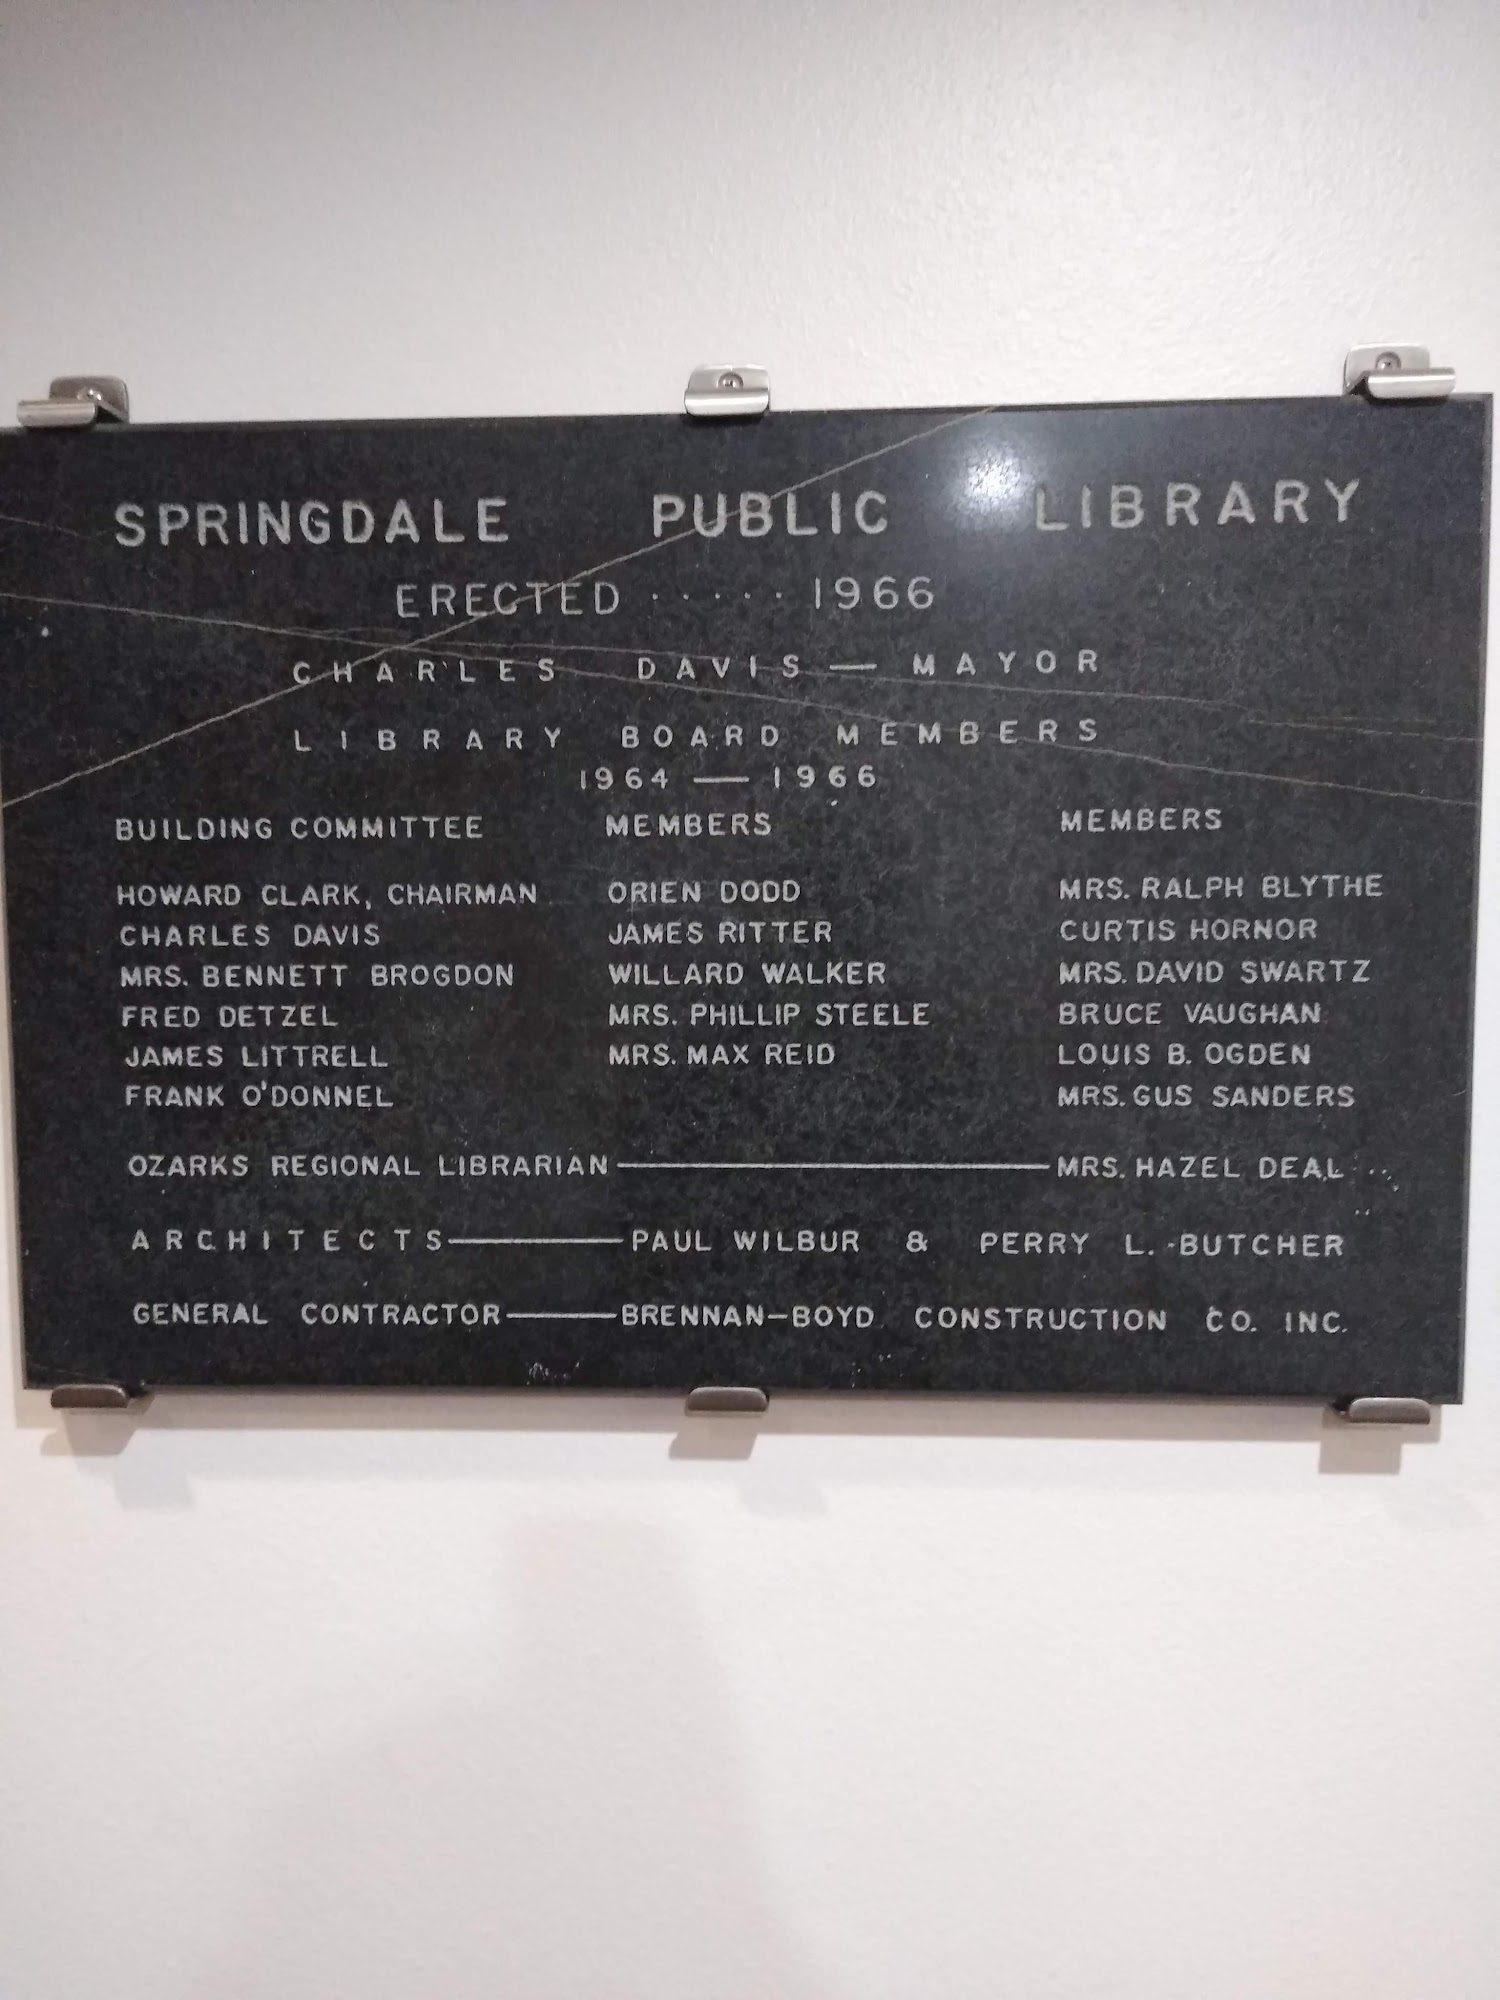 SPRINGDALE PUBLIC LIBRARY
ERECTED ····· 1966
CHARLES DAVIS — MAYOR
LIBRARY BOARD MEMBERS
1964 — 1966
BUILDING COMMITTEE MEMBERS MEMBERS
HOWARD CLARK, CHAIRMAN ORIEN DODD MRS. RALPH BLYTHE
CHARLES DAVIS JAMES RITTER CURTIS HORNOR
MRS. BENNETT BROGDON WILLARD WALKER MRS. DAVID SWARTZ
FRED DETZEL MRS. PHILLIP STEELE BRUCE VAUGHAN
JAMES LITTRELL MRS. MAX REID LOUIS B. OGDEN
FRANK O'DONNEL MRS. GUS SANDERS
OZARKS REGIONAL LIBRARIAN — MRS. HAZEL DEAL
ARCHITECTS — PAUL WILBUR & PERRY L. BUTCHER
GENERAL CONTRACTOR — BRENNAN-BOYD CONSTRUCTION CO. INC.